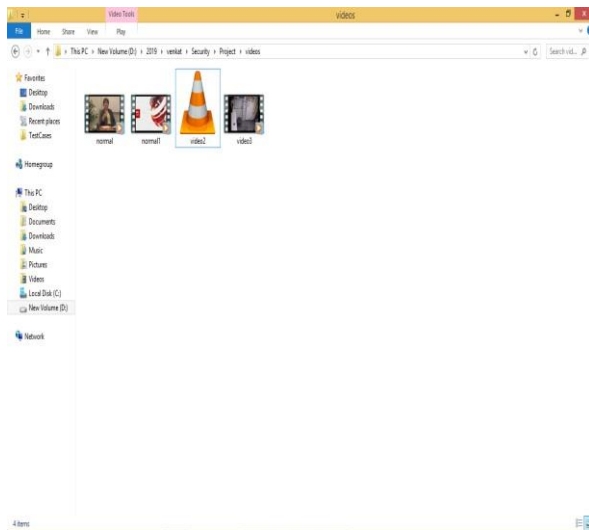 Video Tools
videos
File Home Share View Play
This PC New Volume (D:) 2019 venkat Security Project videos
Search vid...
Favorites
Desktop
Downloads
Recent places
TestCases
Homegroup
This PC
Desktop
Documents
Downloads
Music
Pictures
Videos
Local Disk (C:)
New Volume (D:)
Network
normal normal1 video2 video3
4 items